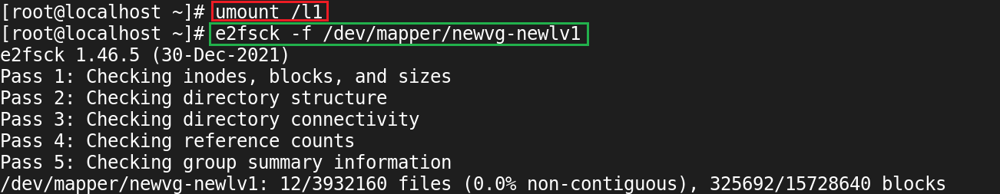 [root@localhost ~]# umount /l1
[root@localhost ~]# e2fsck -f /dev/mapper/newvg-newlv1
e2fsck 1.46.5 (30-Dec-2021)
Pass 1: Checking inodes, blocks, and sizes
Pass 2: Checking directory structure
Pass 3: Checking directory connectivity
Pass 4: Checking reference counts
Pass 5: Checking group summary information
/dev/mapper/newvg-newlv1: 12/3932160 files (0.0% non-contiguous), 325692/15728640 blocks